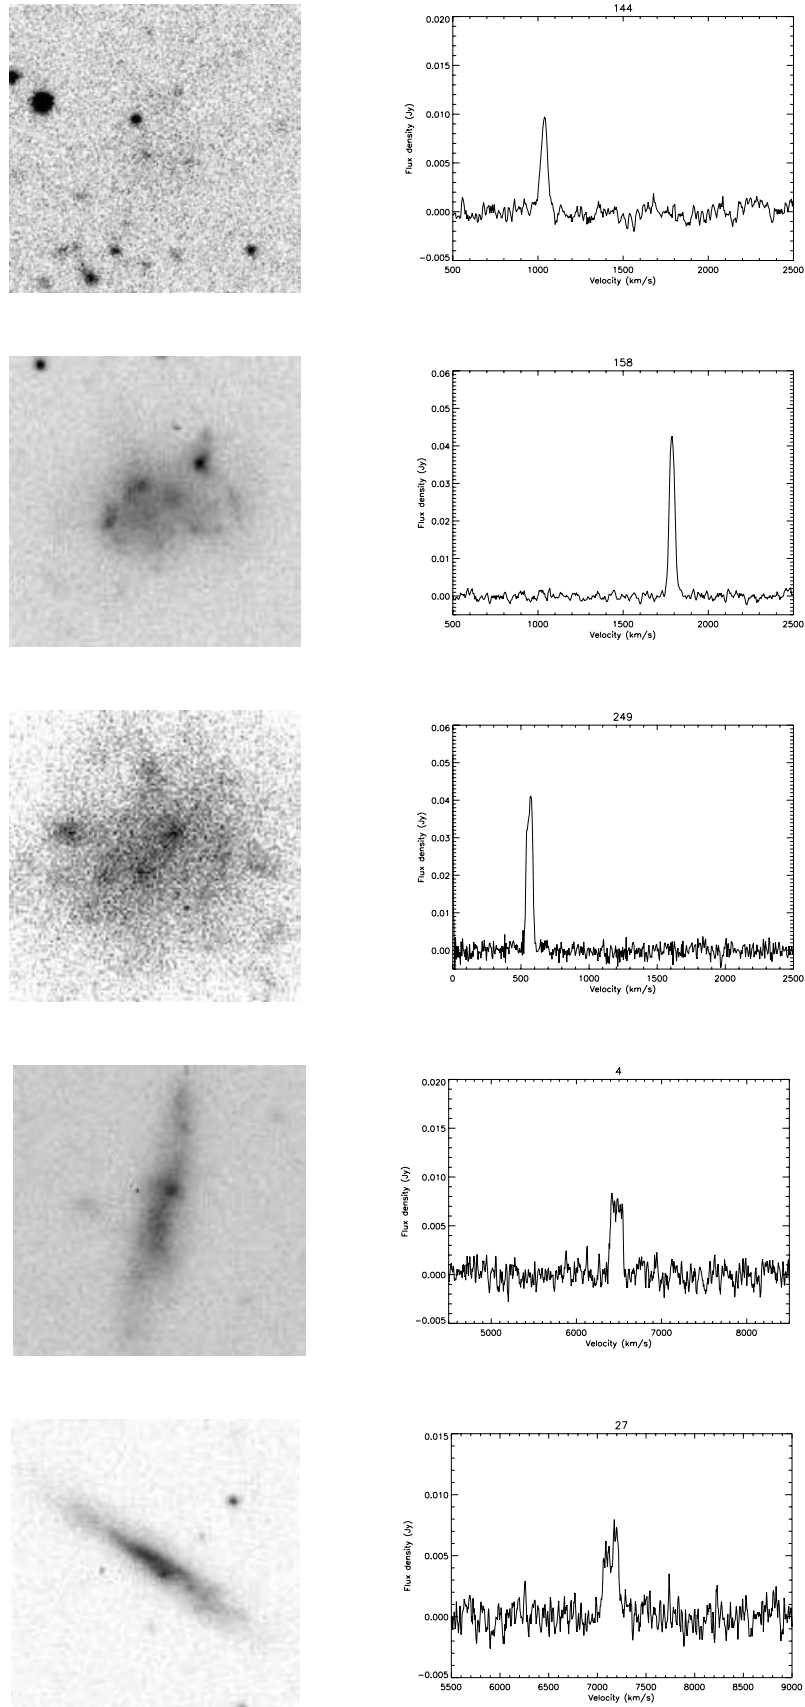 144
0.020
0.015
0.010
0.005
0.000
−0.005
Flux density (Jy)
500 1000 1500 2000 2500
Velocity (km/s)
158
0.06
0.05
0.04
0.03
0.02
0.01
0.00
Flux density (Jy)
500 1000 1500 2000 2500
Velocity (km/s)
249
0.06
0.05
0.04
0.03
0.02
0.01
0.00
Flux density (Jy)
0 500 1000 1500 2000 2500
Velocity (km/s)
4
0.020
0.015
0.010
0.005
0.000
−0.005
Flux density (Jy)
5000 6000 7000 8000
Velocity (km/s)
27
0.015
0.010
0.005
0.000
−0.005
Flux density (Jy)
5500 6000 6500 7000 7500 8000 8500 9000
Velocity (km/s)